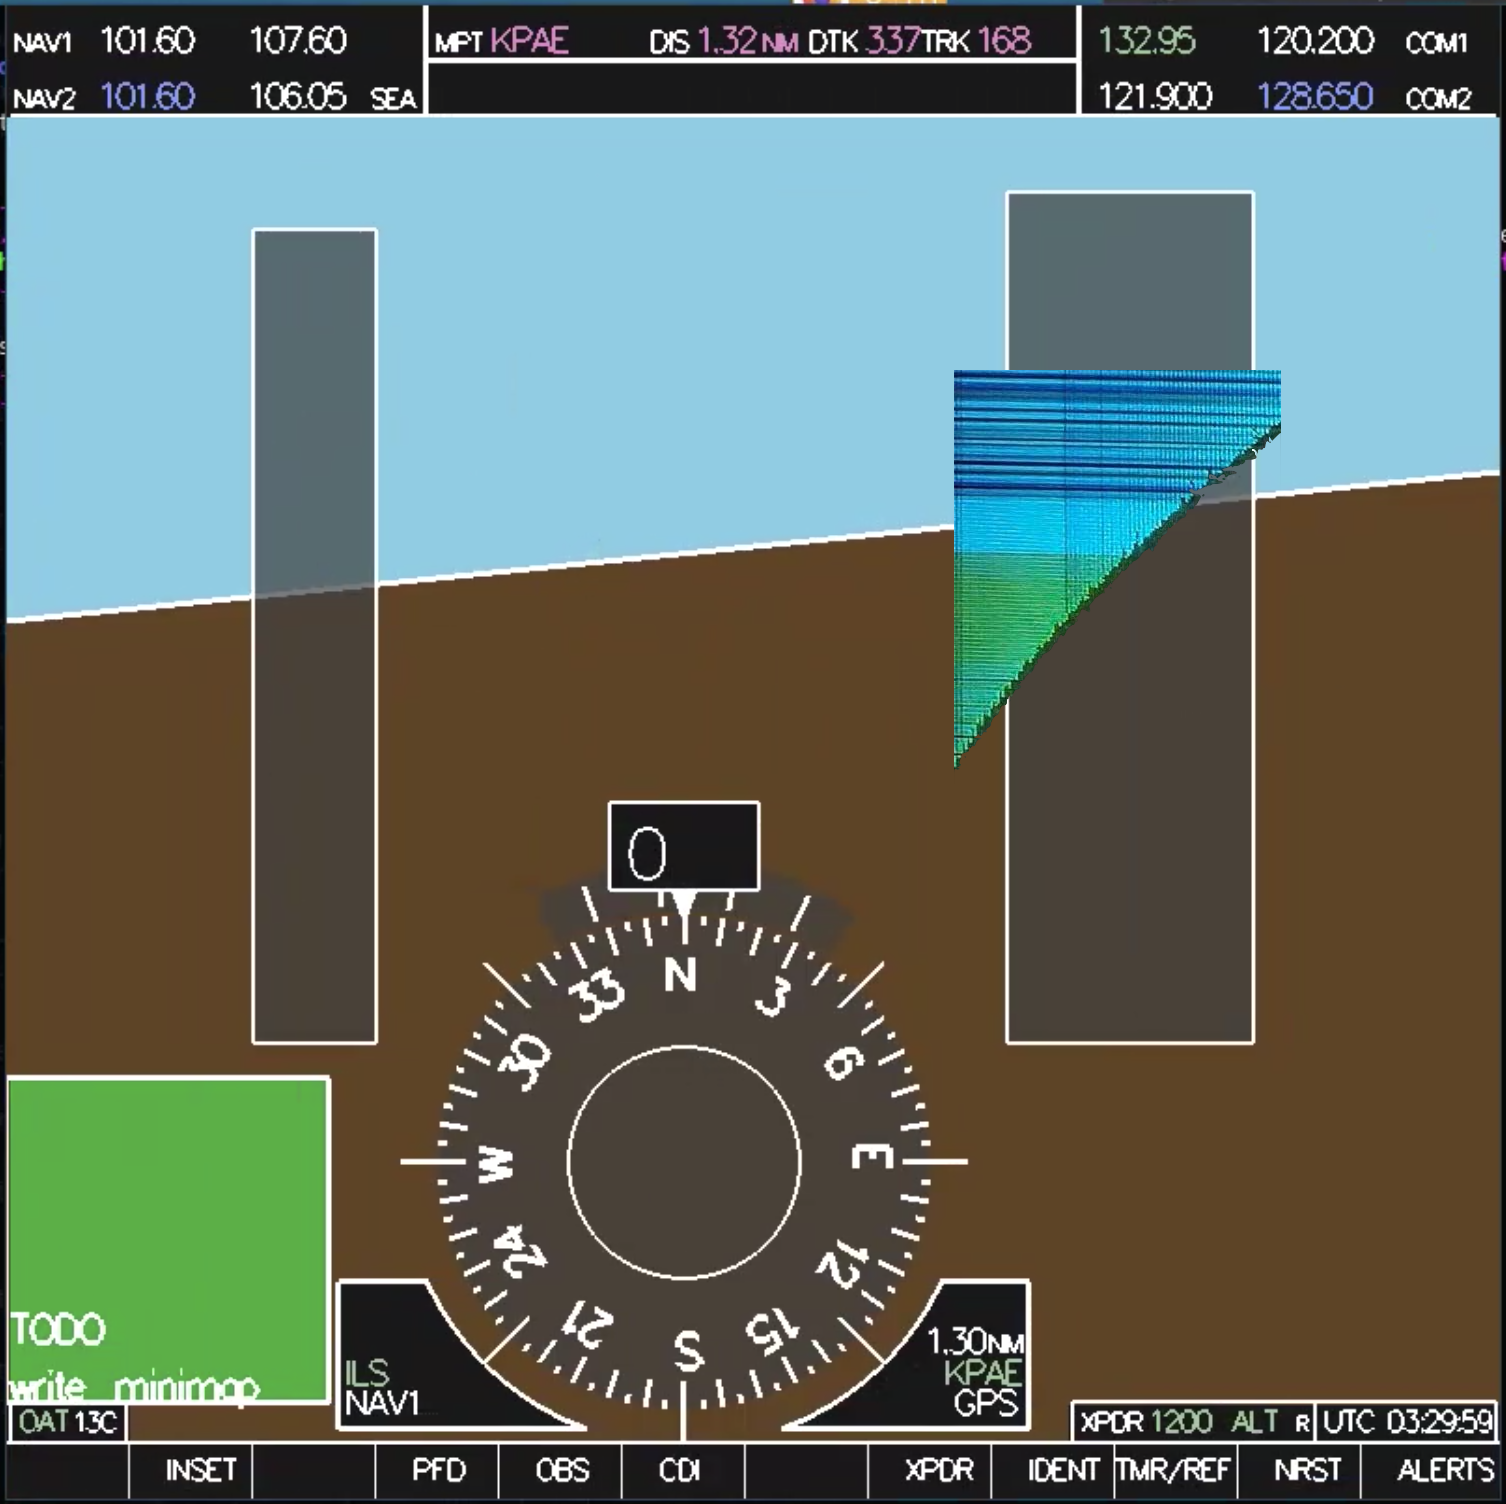 NAV1 101.60 107.60
NAV2 101.60 106.05 SEA
MPT KPAE DIS 1.32 NM DTK 337 TRK 168
132.95 120.200 COM1
121.900 128.650 COM2
0
N
3
6
E
12
15
S
21
24
W
30
33
TODO
write minimap
ILS
NAV1
1.30NM
KPAE
GPS
OAT 13C
XPDR 1200 ALT R
UTC 03:29:59
INSET PFD OBS CDI XPDR IDENT TMR/REF NRST ALERTS